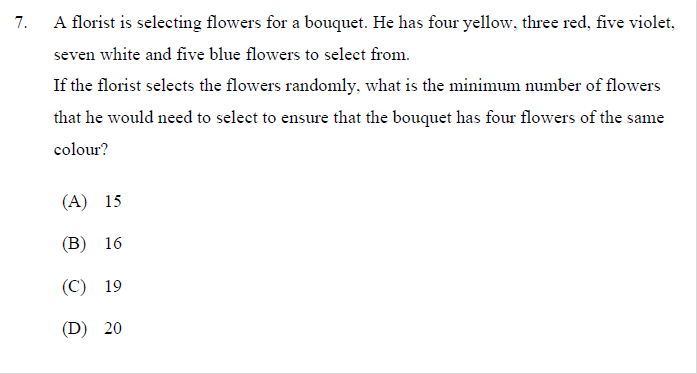 7. A florist is selecting flowers for a bouquet. He has four yellow, three red, five violet,
seven white and five blue flowers to select from.
If the florist selects the flowers randomly, what is the minimum number of flowers
that he would need to select to ensure that the bouquet has four flowers of the same
colour?
(A) 15
(B) 16
(C) 19
(D) 20